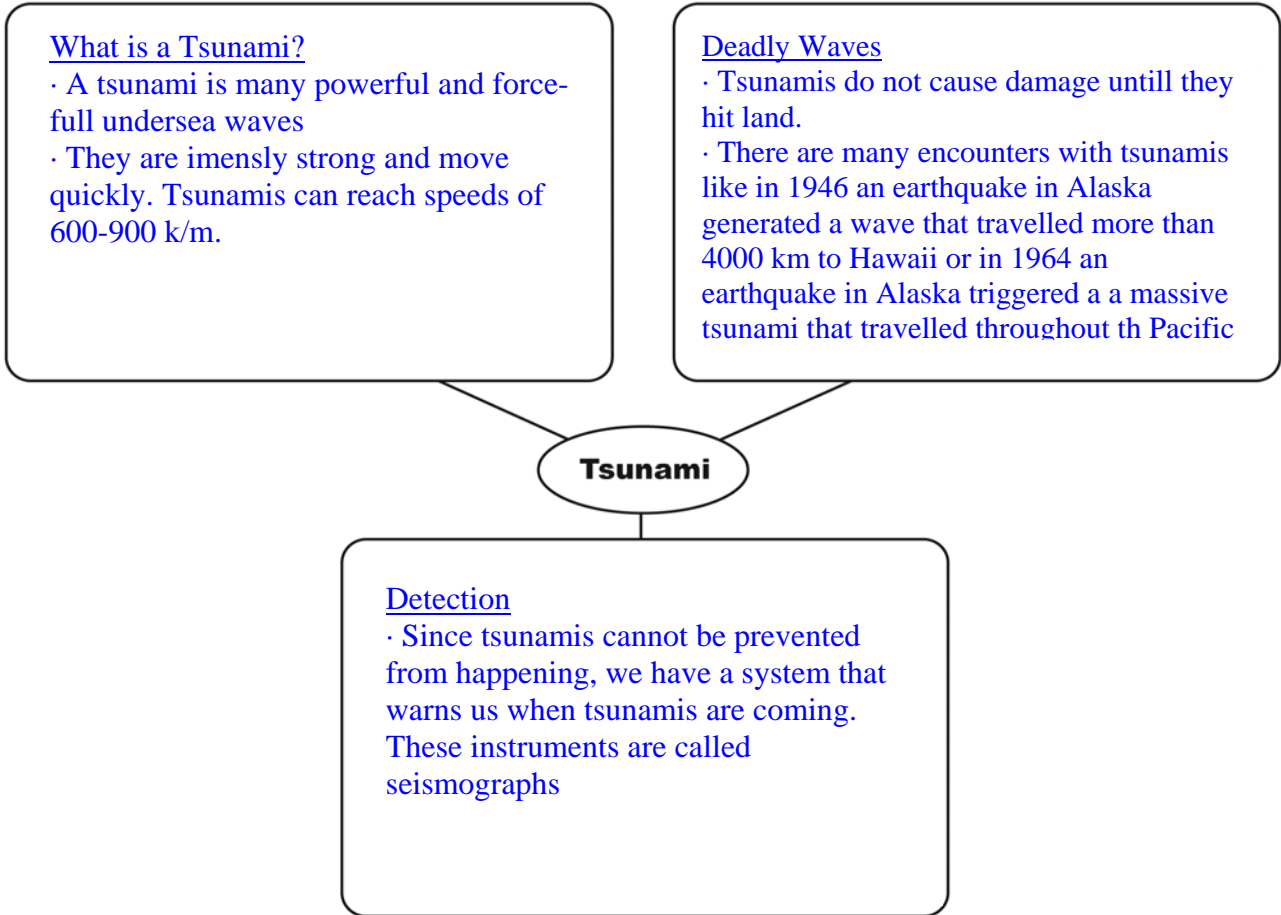 What is a Tsunami?
· A tsunami is many powerful and force-
full undersea waves
· They are imensly strong and move
quickly. Tsunamis can reach speeds of
600-900 k/m.
Deadly Waves
· Tsunamis do not cause damage untill they
hit land.
· There are many encounters with tsunamis
like in 1946 an earthquake in Alaska
generated a wave that travelled more than
4000 km to Hawaii or in 1964 an
earthquake in Alaska triggered a a massive
tsunami that travelled throughout th Pacific
Tsunami
Detection
· Since tsunamis cannot be prevented
from happening, we have a system that
warns us when tsunamis are coming.
These instruments are called
seismographs